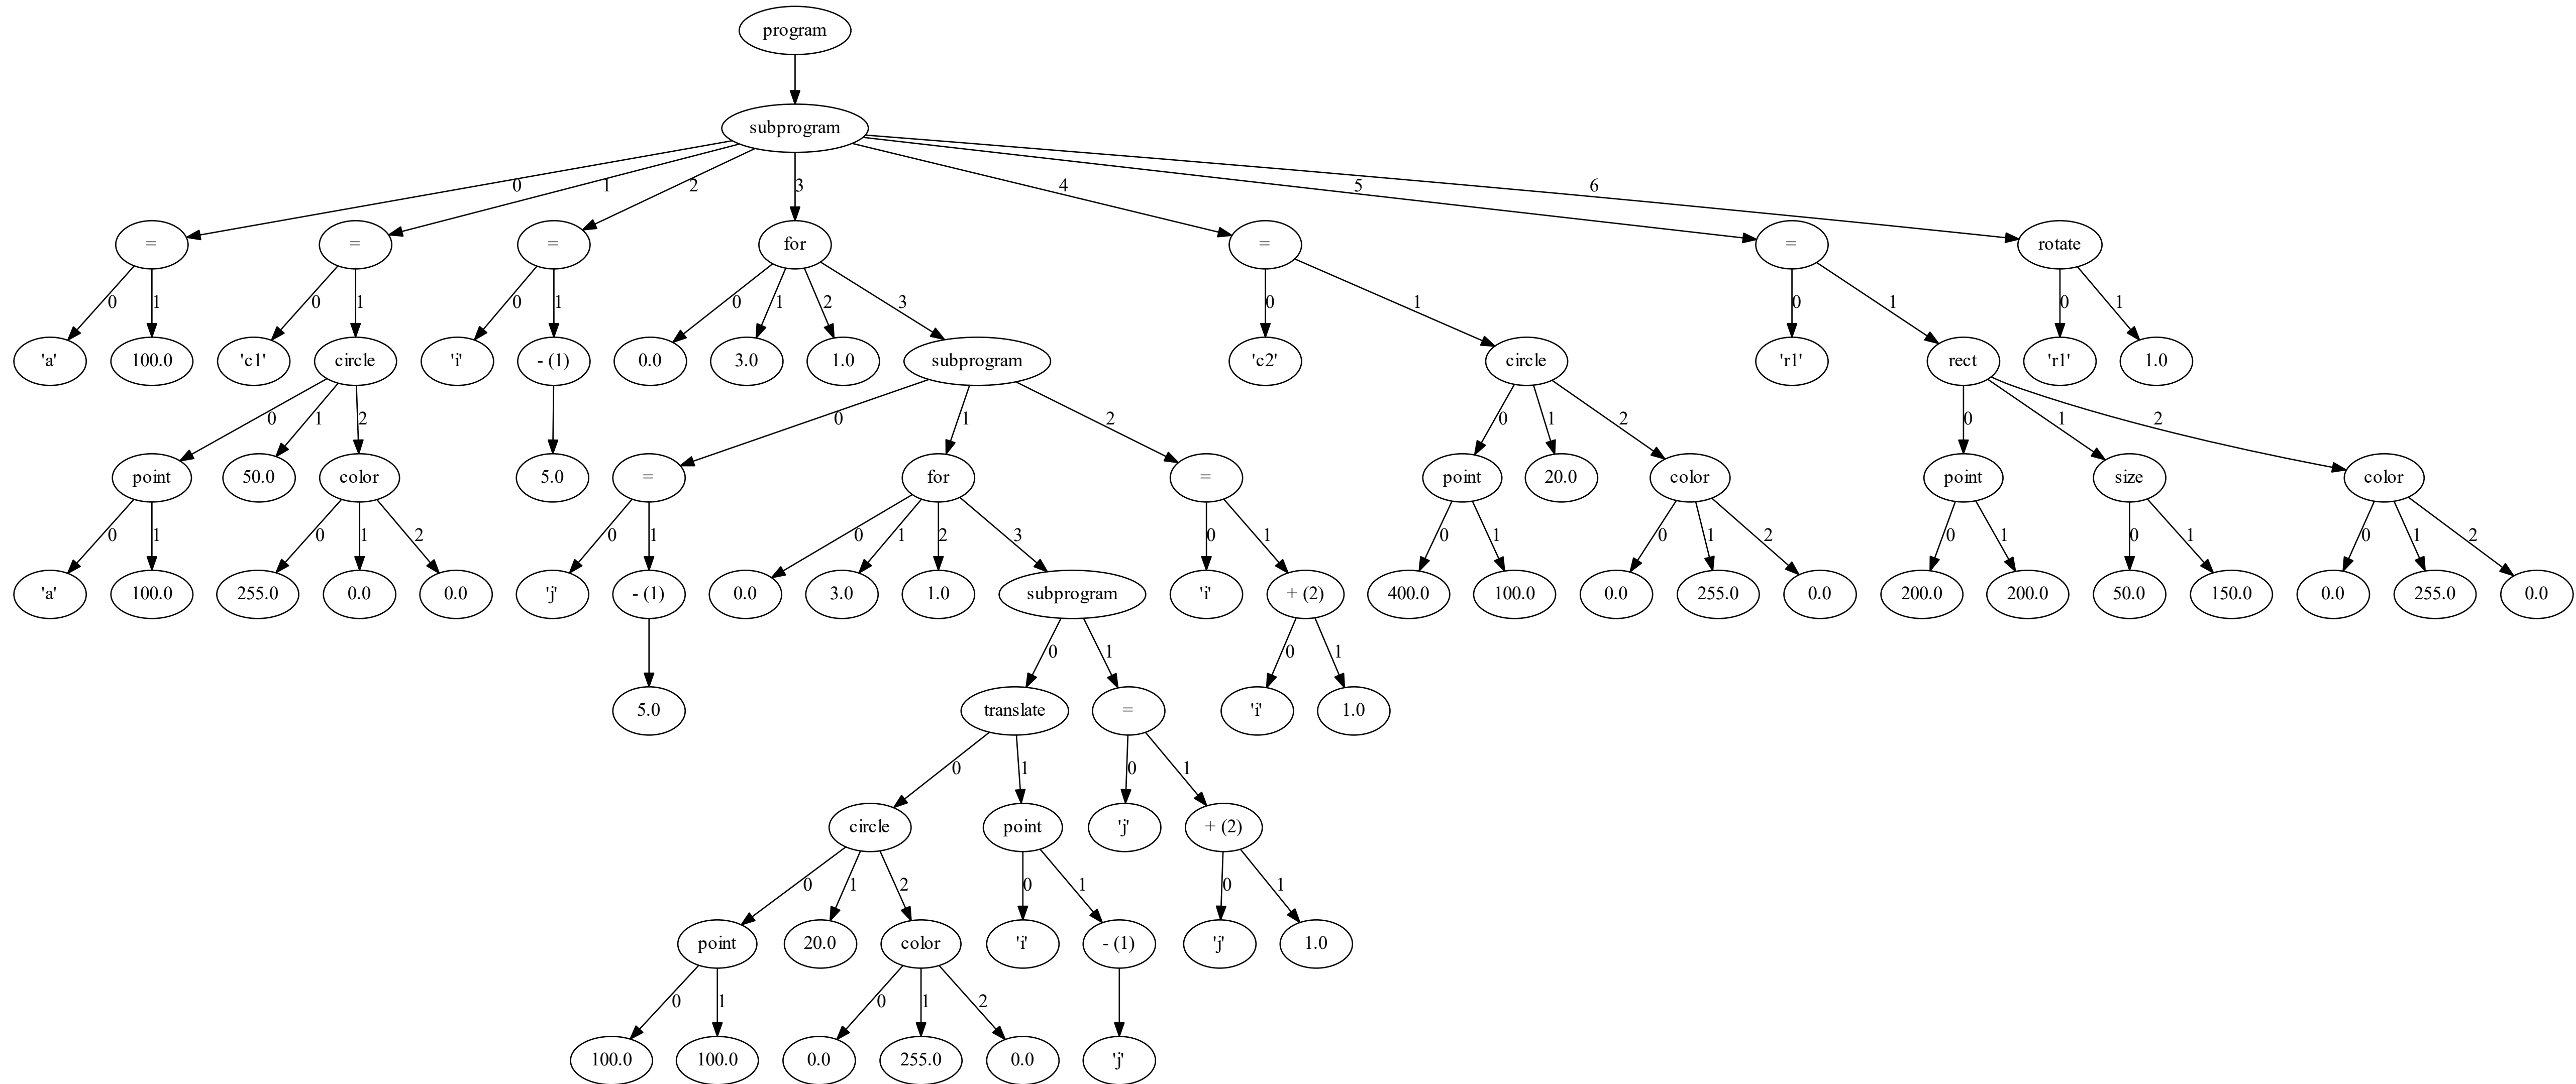 program
subprogram
0 1 2 3 4 5 6
= = = for = = rotate
0 1 0 1 0 1 0 1 2 3 0 1 0 1 0 1
'a' 100.0 'c1' circle 'i' - (1) 0.0 3.0 1.0 subprogram 'c2' circle 'r1' rect 'r1' 1.0
0 1 2 0 1 2 0 1 2 0 1 2
point 50.0 color 5.0 = for = point 20.0 color point size color
0 1 0 1 2 0 1 0 1 2 3 0 1 0 1 0 1 2 0 1 0 1 0 1 2
'a' 100.0 255.0 0.0 0.0 'j' - (1) 0.0 3.0 1.0 subprogram 'i' + (2) 400.0 100.0 0.0 255.0 0.0 200.0 200.0 50.0 150.0 0.0 255.0 0.0
0 1 0 1
5.0 translate = 'i' 1.0
0 1 0 1
circle point 'j' + (2)
0 1 2 0 1 0 1
point 20.0 color 'i' - (1) 'j' 1.0
0 1 0 1 2
100.0 100.0 0.0 255.0 0.0 'j'